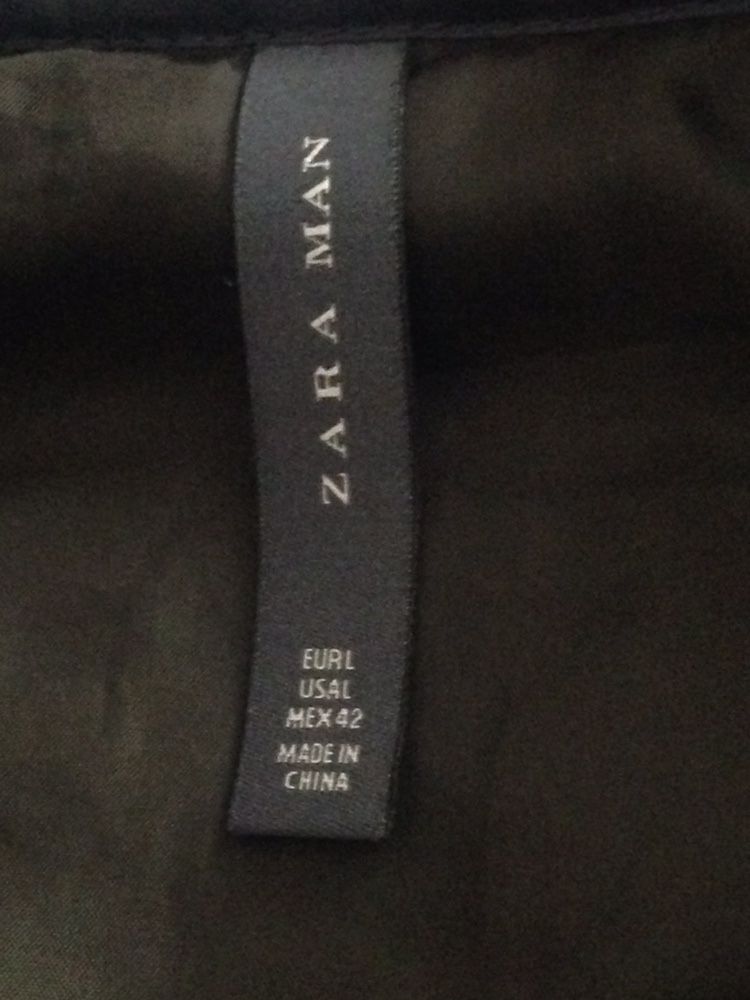 ZARA MAN
EUR L
USA L
MEX 42
MADE IN
CHINA